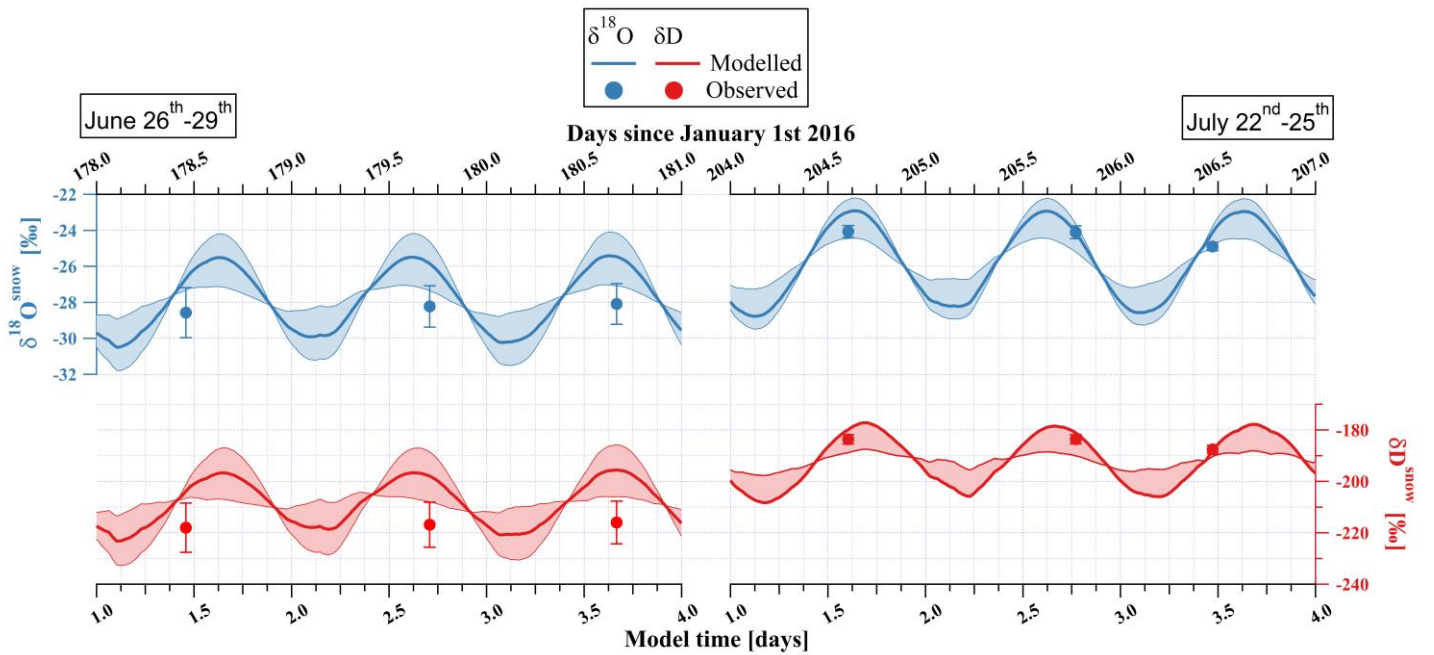 δ18O δD
Modelled
Observed
June 26th-29th
July 22nd-25th
Days since January 1st 2016
178.0 178.5 179.0 179.5 180.0 180.5 181.0 204.0 204.5 205.0 205.5 206.0 206.5 207.0
-22
-24
-26
-28
-30
-32
δ18Osnow [‰]
-180
-200
-220
-240
δDsnow [‰]
1.0 1.5 2.0 2.5 3.0 3.5 4.0 1.0 1.5 2.0 2.5 3.0 3.5 4.0
Model time [days]